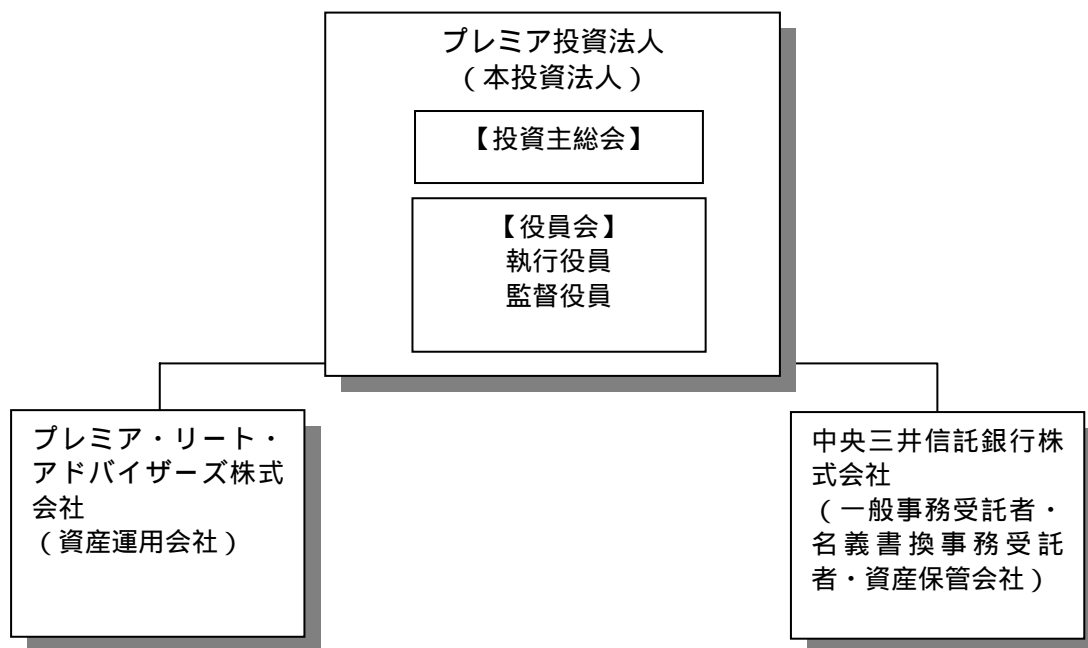 プレミア投資法人
（本投資法人）
【投資主総会】
【役員会】
執行役員
監督役員
プレミア・リート・
アドバイザーズ株式
会社
（資産運用会社）
中央三井信託銀行株
式会社
（一般事務受託者・
名義書換事務受託
者・資産保管会社）